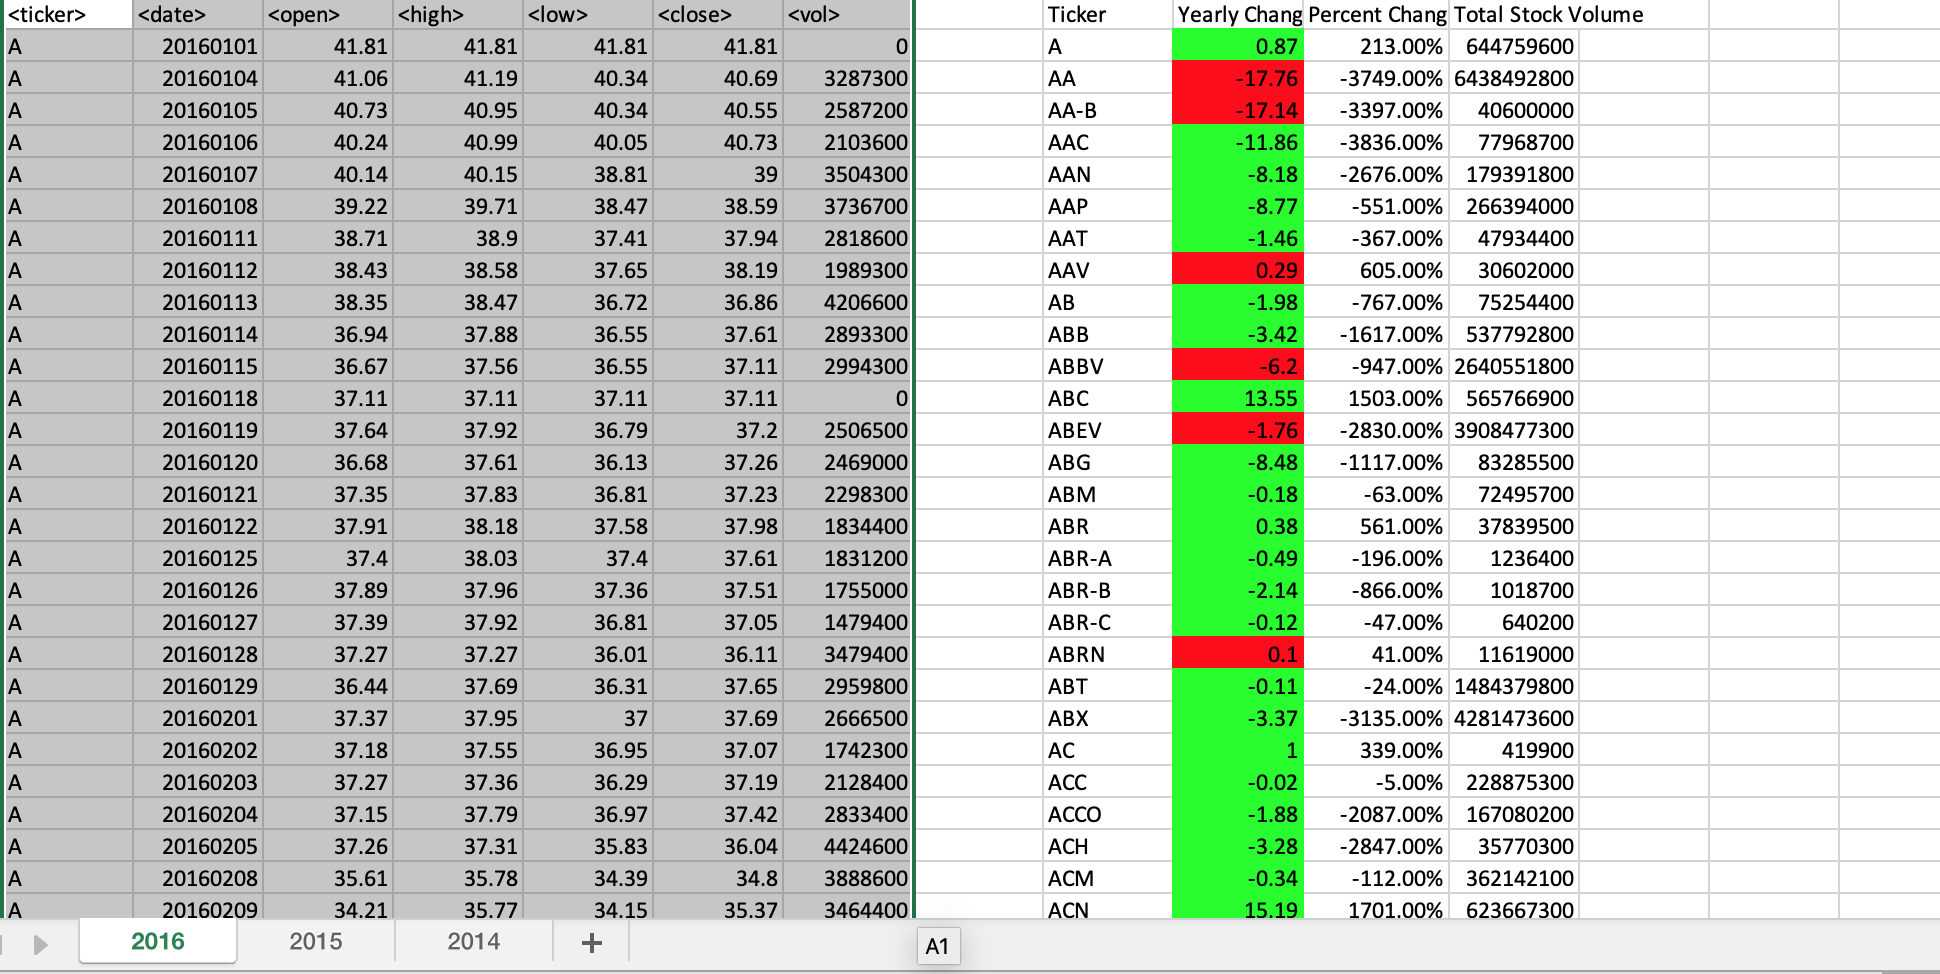 <ticker> <date> <open> <high> <low> <close> <vol> Ticker Yearly Chang Percent Chang Total Stock Volume
A 20160101 41.81 41.81 41.81 41.81 0 A 0.87 213.00% 644759600
A 20160104 41.06 41.19 40.34 40.69 3287300 AA -17.76 -3749.00% 6438492800
A 20160105 40.73 40.95 40.34 40.55 2587200 AA-B -17.14 -3397.00% 40600000
A 20160106 40.24 40.99 40.05 40.73 2103600 AAC -11.86 -3836.00% 77968700
A 20160107 40.14 40.15 38.81 39 3504300 AAN -8.18 -2676.00% 179391800
A 20160108 39.22 39.71 38.47 38.59 3736700 AAP -8.77 -551.00% 266394000
A 20160111 38.71 38.9 37.41 37.94 2818600 AAT -1.46 -367.00% 47934400
A 20160112 38.43 38.58 37.65 38.19 1989300 AAV 0.29 605.00% 30602000
A 20160113 38.35 38.47 36.72 36.86 4206600 AB -1.98 -767.00% 75254400
A 20160114 36.94 37.88 36.55 37.61 2893300 ABB -3.42 -1617.00% 537792800
A 20160115 36.67 37.56 36.55 37.11 2994300 ABBV -6.2 -947.00% 2640551800
A 20160118 37.11 37.11 37.11 37.11 0 ABC 13.55 1503.00% 565766900
A 20160119 37.64 37.92 36.79 37.2 2506500 ABEV -1.76 -2830.00% 3908477300
A 20160120 36.68 37.61 36.13 37.26 2469000 ABG -8.48 -1117.00% 83285500
A 20160121 37.35 37.83 36.81 37.23 2298300 ABM -0.18 -63.00% 72495700
A 20160122 37.91 38.18 37.58 37.98 1834400 ABR 0.38 561.00% 37839500
A 20160125 37.4 38.03 37.4 37.61 1831200 ABR-A -0.49 -196.00% 1236400
A 20160126 37.89 37.96 37.36 37.51 1755000 ABR-B -2.14 -866.00% 1018700
A 20160127 37.39 37.92 36.81 37.05 1479400 ABR-C -0.12 -47.00% 640200
A 20160128 37.27 37.27 36.01 36.11 3479400 ABRN 0.1 41.00% 11619000
A 20160129 36.44 37.69 36.31 37.65 2959800 ABT -0.11 -24.00% 1484379800
A 20160201 37.37 37.95 37 37.69 2666500 ABX -3.37 -3135.00% 4281473600
A 20160202 37.18 37.55 36.95 37.07 1742300 AC 1 339.00% 419900
A 20160203 37.27 37.36 36.29 37.19 2128400 ACC -0.02 -5.00% 228875300
A 20160204 37.15 37.79 36.97 37.42 2833400 ACCO -1.88 -2087.00% 167080200
A 20160205 37.26 37.31 35.83 36.04 4424600 ACH -3.28 -2847.00% 35770300
A 20160208 35.61 35.78 34.39 34.8 3888600 ACM -0.34 -112.00% 362142100
A 20160209 34.21 35.77 34.15 35.37 3464400 ACN 15.19 1701.00% 623667300
2016 2015 2014 + A1